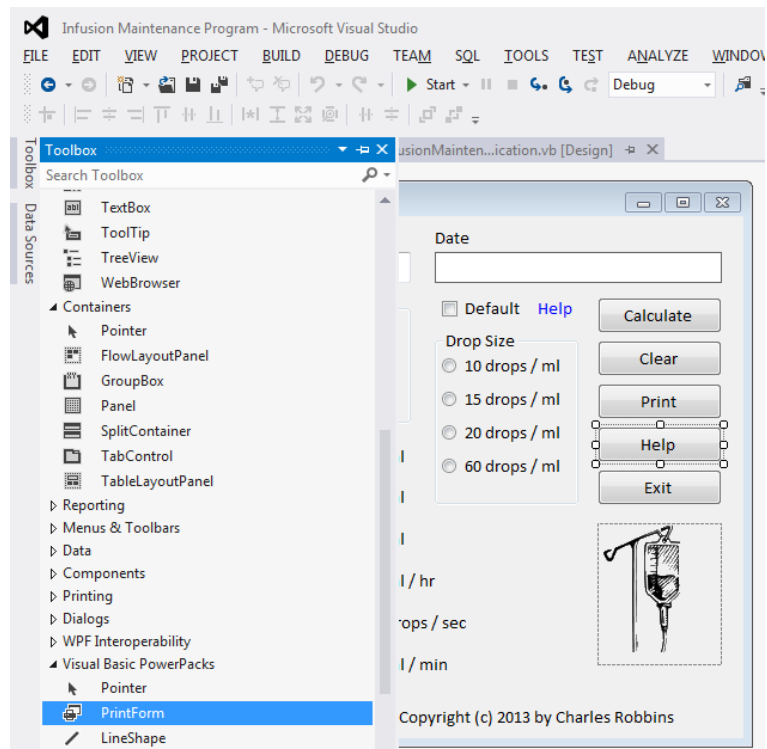 Infusion Maintenance Program - Microsoft Visual Studio
FILE EDIT VIEW PROJECT BUILD DEBUG TEAM SQL TOOLS TEST ANALYZE WINDOW
Start Debug
Toolbox
Data Sources
Toolbox
usionMainten...ication.vb [Design]
Search Toolbox
TextBox
ToolTip
TreeView
WebBrowser
Containers
Pointer
FlowLayoutPanel
GroupBox
Panel
SplitContainer
TabControl
TableLayoutPanel
Reporting
Menus & Toolbars
Data
Components
Printing
Dialogs
WPF Interoperability
Visual Basic PowerPacks
Pointer
PrintForm
LineShape
Date
Default Help
Drop Size
10 drops / ml
15 drops / ml
20 drops / ml
60 drops / ml
Calculate
Clear
Print
Help
Exit
l / hr
rops / sec
l / min
Copyright (c) 2013 by Charles Robbins